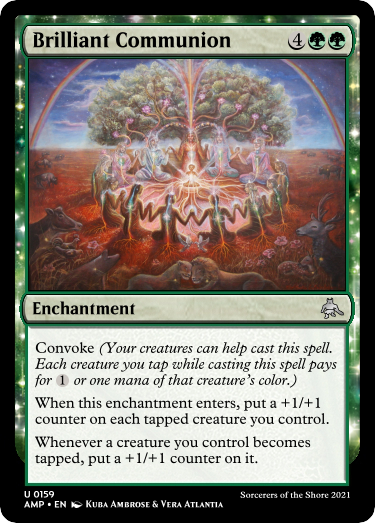 Brilliant Communion 4
Enchantment
Convoke (Your creatures can help cast this spell.
Each creature you tap while casting this spell pays
for 1 or one mana of that creature's color.)
When this enchantment enters, put a +1/+1
counter on each tapped creature you control.
Whenever a creature you control becomes
tapped, put a +1/+1 counter on it.
U 0159
AMP • EN Kuba Ambrose & Vera Atlantia
Sorcerers of the Shore 2021